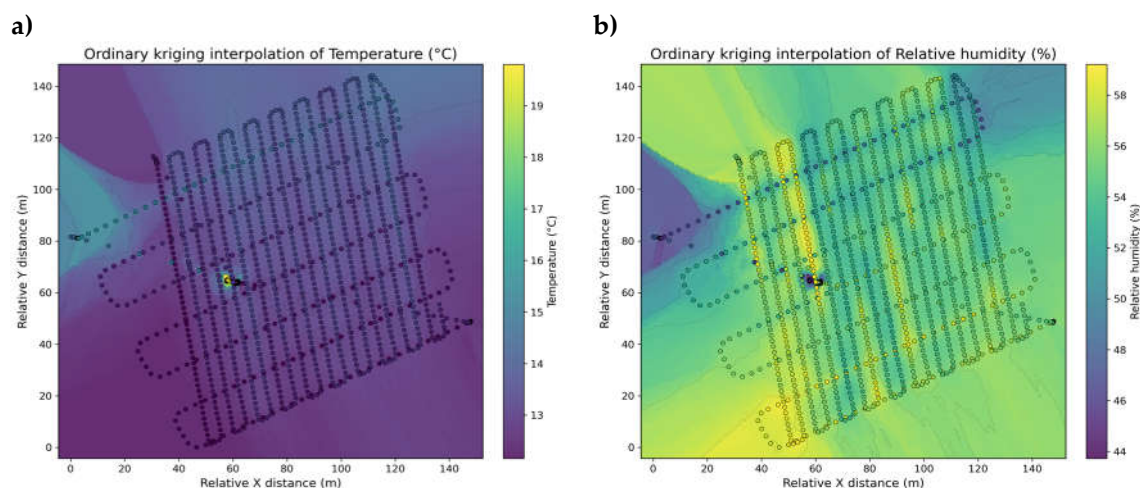 a)
Ordinary kriging interpolation of Temperature (°C)
140
120
100
80
60
40
20
0
Relative Y distance (m)
0 20 40 60 80 100 120 140
Relative X distance (m)
19
18
17
16
15
14
13
Temperature (°C)
b)
Ordinary kriging interpolation of Relative humidity (%)
140
120
100
80
60
40
20
0
Relative Y distance (m)
0 20 40 60 80 100 120 140
Relative X distance (m)
58
56
54
52
50
48
46
44
Relative humidity (%)